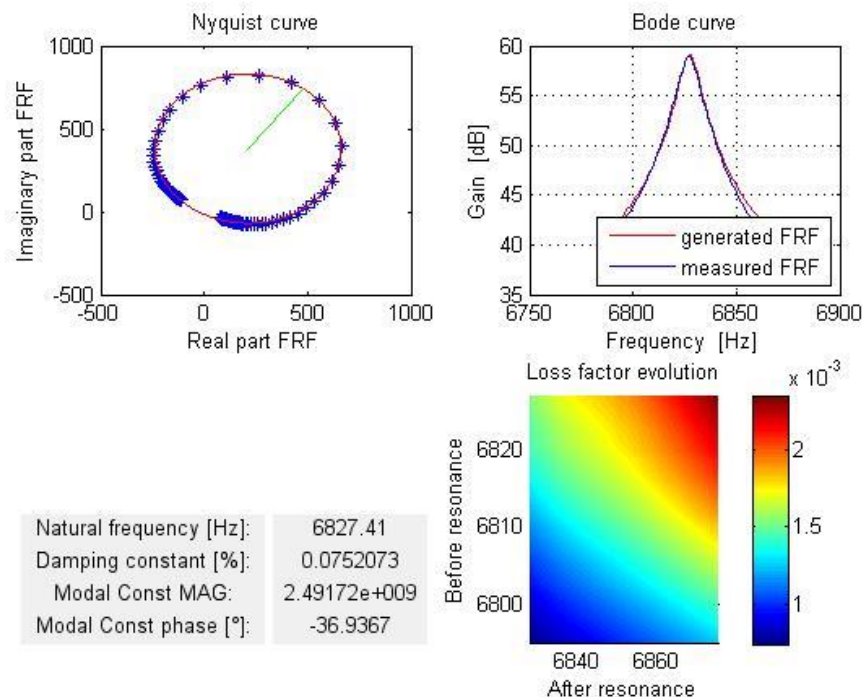 Nyquist curve
1000
500
0
-500
-500
0
500
1000
Imaginary part FRF
Real part FRF
Bode curve
60
55
50
45
40
35
6750
6800
6850
6900
Gain [dB]
Frequency [Hz]
generated FRF
measured FRF
Loss factor evolution
x 10-3
6820
6810
6800
6840
6860
Before resonance
After resonance
2
1.5
1
Natural frequency [Hz]: 6827.41
Damping constant [%]: 0.0752073
Modal Const MAG: 2.49172e+009
Modal Const phase [°]: -36.9367